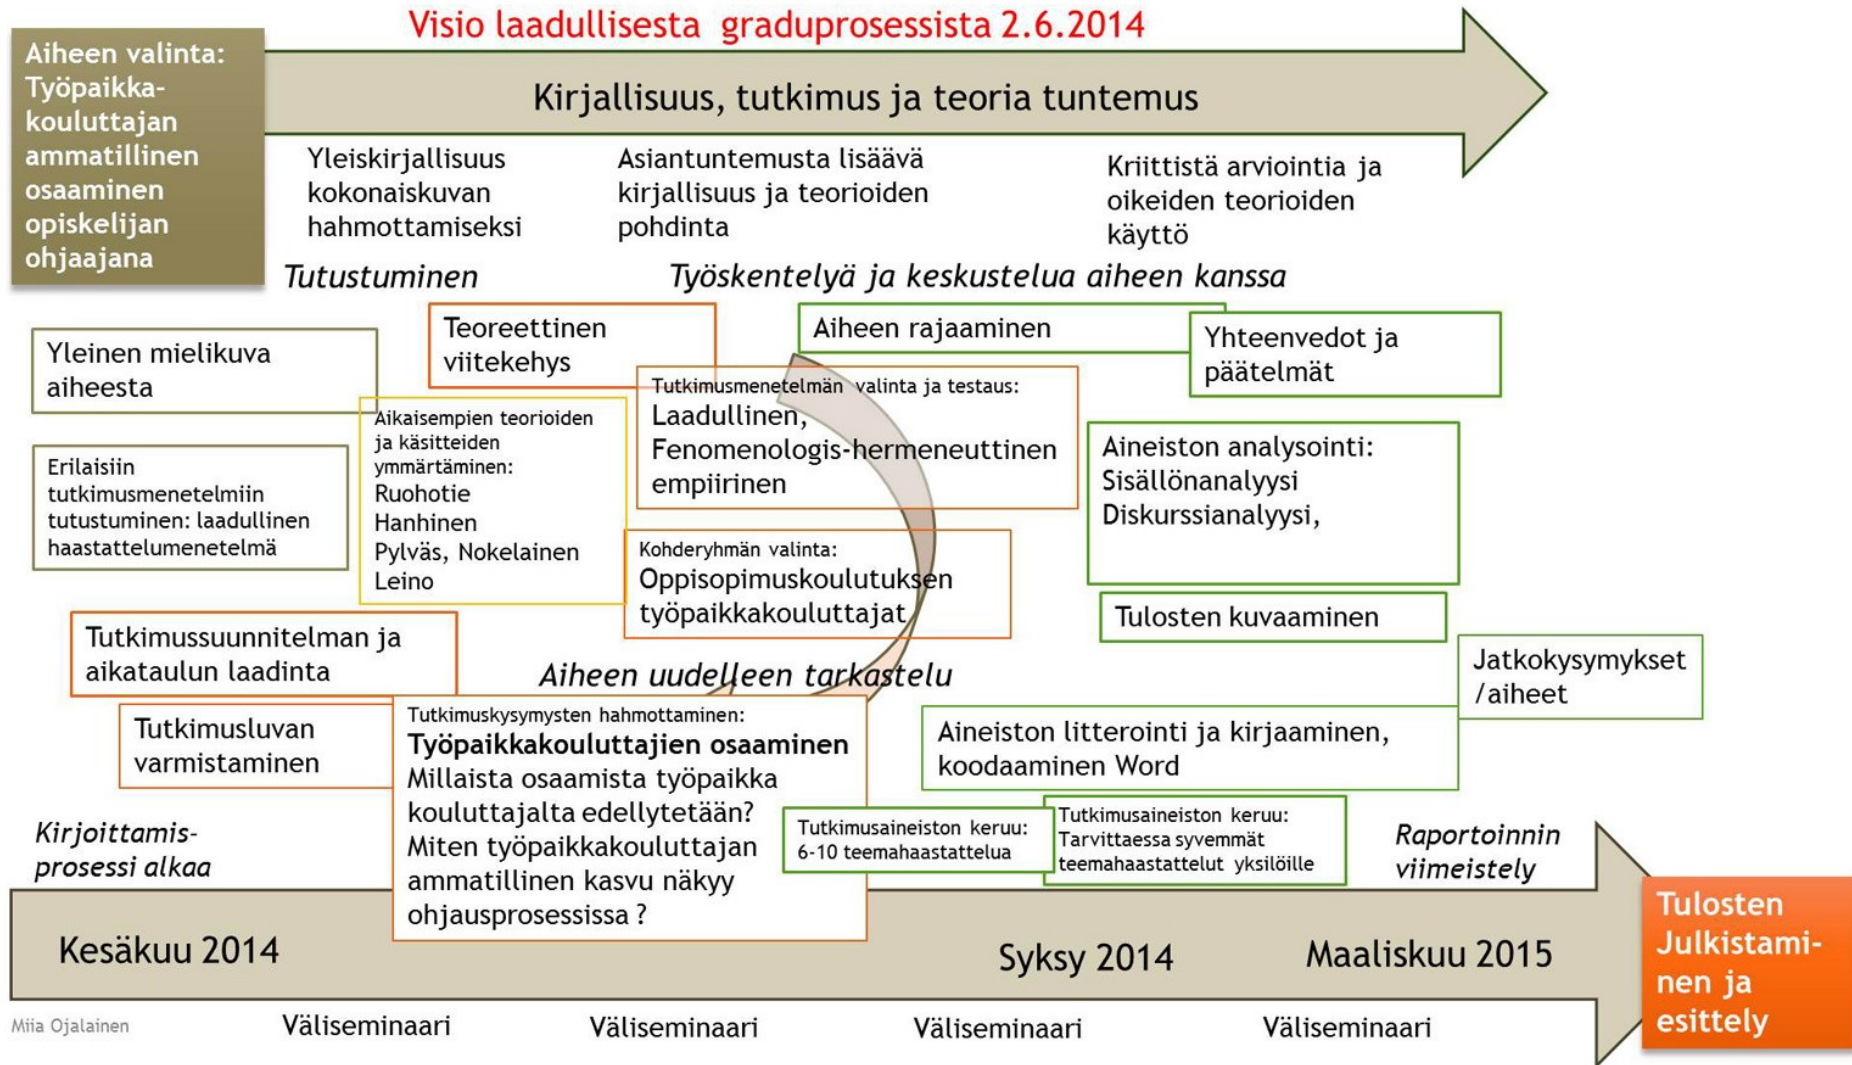 Visio laadullisesta graduprosessista 2.6.2014
Aiheen valinta:
Työpaikka-
kouluttajan
ammatillinen
osaaminen
opiskelijan
ohjaajana
Kirjallisuus, tutkimus ja teoria tuntemus
Yleiskirjallisuus
kokonaiskuvan
hahmottamiseksi
Asiantuntemusta lisäävä
kirjallisuus ja teorioiden
pohdinta
Kriittistä arviointia ja
oikeiden teorioiden
käyttö
Tutustuminen
Työskentelyä ja keskustelua aiheen kanssa
Yleinen mielikuva
aiheesta
Teoreettinen
viitekehys
Aiheen rajaaminen
Yhteenvedot ja
päätelmät
Erilaisiin
tutkimusmenetelmiin
tutustuminen: laadullinen
haastattelumenetelmä
Aikaisempien teorioiden
ja käsitteiden
ymmärtäminen:
Ruohotie
Hanhinen
Pylväs, Nokelainen
Leino
Tutkimusmenetelmän valinta ja testaus:
Laadullinen,
Fenomenologis-hermeneuttinen
empiirinen
Aineiston analysointi:
Sisällönanalyysi
Diskurssianalyysi,
Kohderyhmän valinta:
Oppisopimuskoulutuksen
työpaikkakouluttajat
Tulosten kuvaaminen
Tutkimussuunnitelman ja
aikataulun laadinta
Aiheen uudelleen tarkastelu
Jatkokysymykset
/aiheet
Tutkimusluvan
varmistaminen
Tutkimuskysymysten hahmottaminen:
Työpaikkakouluttajien osaaminen
Millaista osaamista työpaikka
kouluttajalta edellytetään?
Miten työpaikkakouluttajan
ammatillinen kasvu näkyy
ohjausprosessissa ?
Aineiston litterointi ja kirjaaminen,
koodaaminen Word
Tutkimusaineiston keruu:
6-10 teemahaastattelua
Tutkimusaineiston keruu:
Tarvittaessa syvemmät
teemahaastattelut yksilöille
Kirjoittamis-
prosessi alkaa
Raportoinnin
viimeistely
Kesäkuu 2014
Syksy 2014
Maaliskuu 2015
Tulosten
Julkistami-
nen ja
esittely
Miia Ojalainen
Väliseminaari
Väliseminaari
Väliseminaari
Väliseminaari